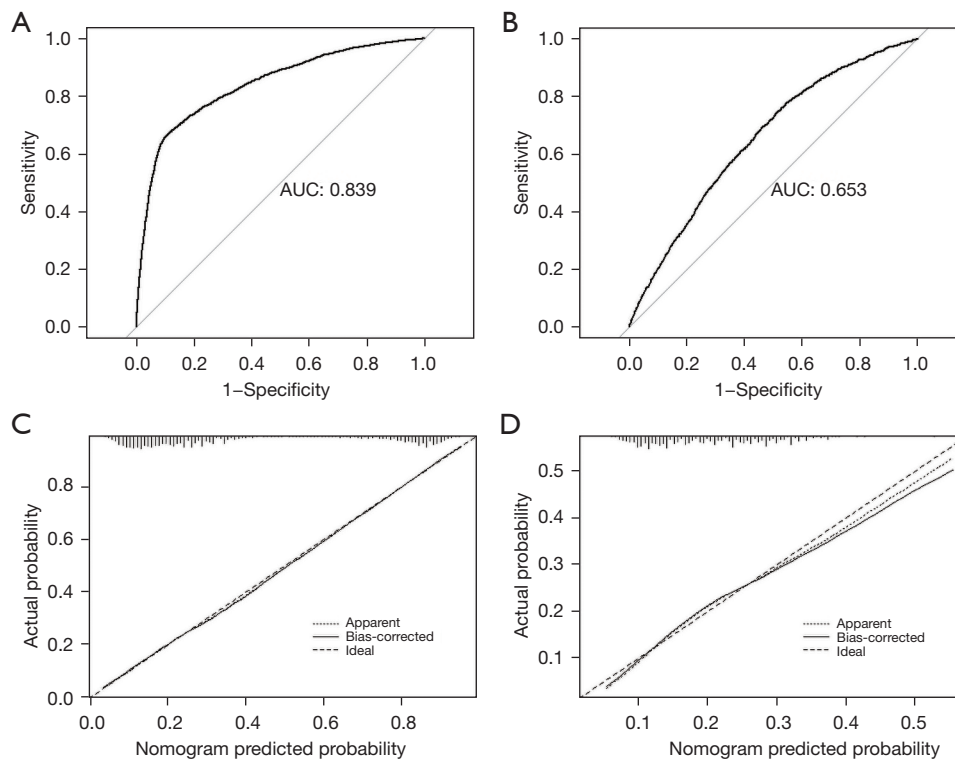 A
1.0
0.8
0.6
0.4
0.2
0.0
Sensitivity
AUC: 0.839
0.0 0.2 0.4 0.6 0.8 1.0
1–Specificity
B
1.0
0.8
0.6
0.4
0.2
0.0
Sensitivity
AUC: 0.653
0.0 0.2 0.4 0.6 0.8 1.0
1–Specificity
C
0.8
0.6
0.4
0.2
0.0
Actual probability
Apparent
Bias-corrected
Ideal
0.0 0.2 0.4 0.6 0.8
Nomogram predicted probability
D
0.5
0.4
0.3
0.2
0.1
Actual probability
Apparent
Bias-corrected
Ideal
0.1 0.2 0.3 0.4 0.5
Nomogram predicted probability